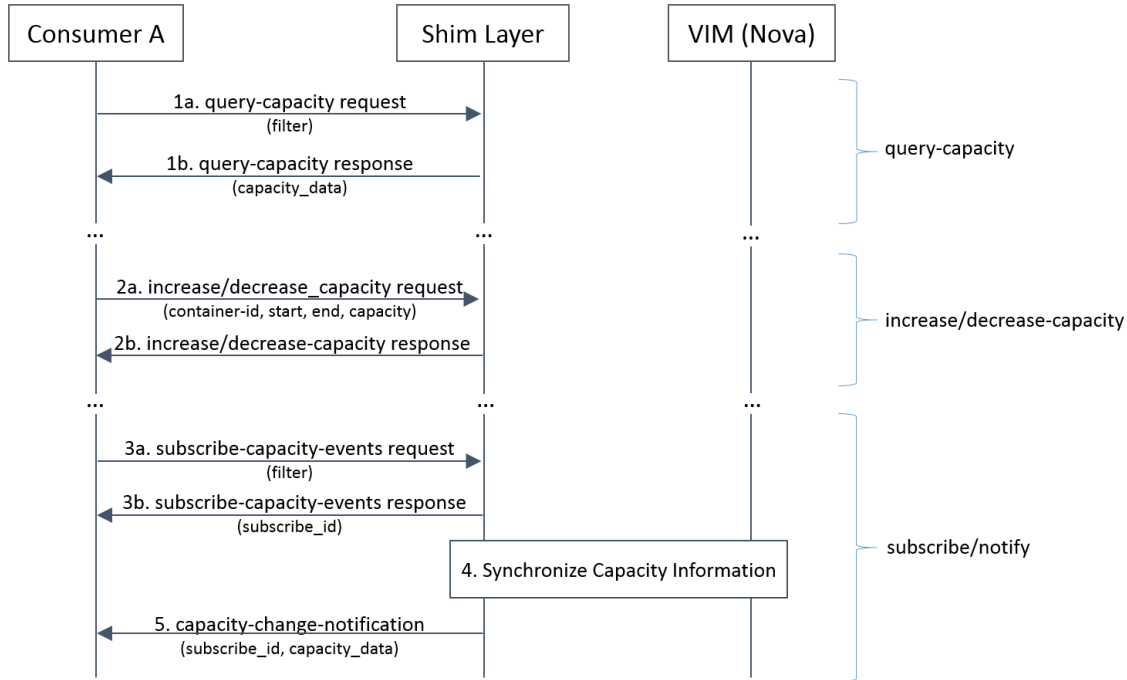 Consumer A
Shim Layer
VIM (Nova)
1a. query-capacity request
(filter)
1b. query-capacity response
(capacity_data)
query-capacity
... ... ...
2a. increase/decrease_capacity request
(container-id, start, end, capacity)
2b. increase/decrease-capacity response
increase/decrease-capacity
... ... ...
3a. subscribe-capacity-events request
(filter)
3b. subscribe-capacity-events response
(subscribe_id)
4. Synchronize Capacity Information
5. capacity-change-notification
(subscribe_id, capacity_data)
subscribe/notify